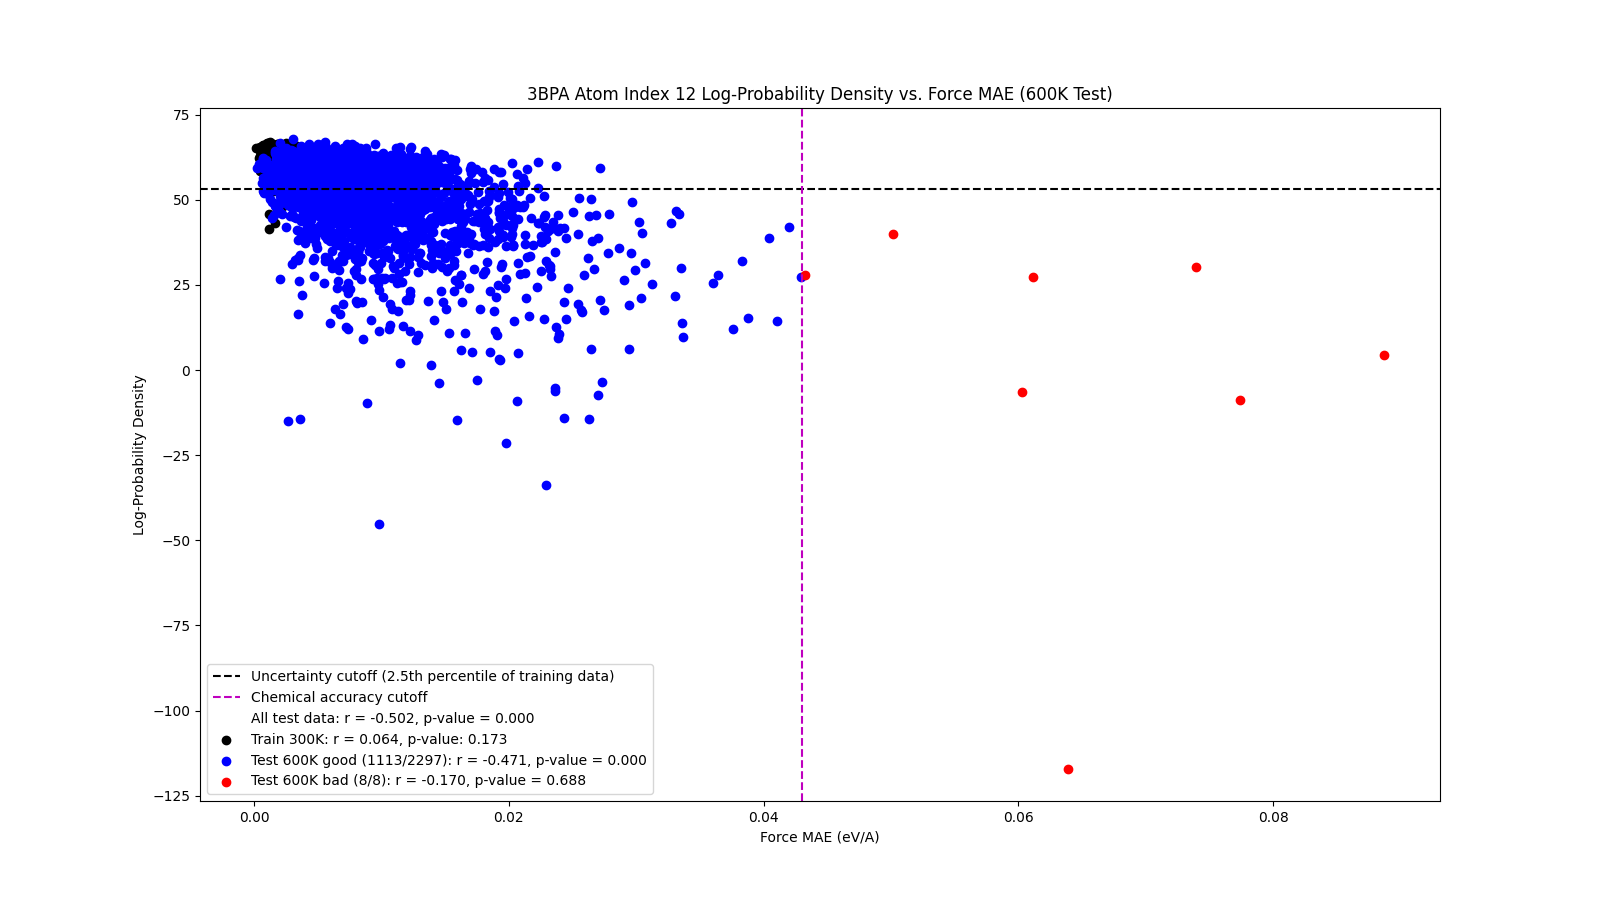 3BPA Atom Index 12 Log-Probability Density vs. Force MAE (600K Test)
75
50
25
0
−25
−50
−75
−100
−125
Log-Probability Density
Uncertainty cutoff (2.5th percentile of training data)
Chemical accuracy cutoff
All test data: r = -0.502, p-value = 0.000
Train 300K: r = 0.064, p-value: 0.173
Test 600K good (1113/2297): r = -0.471, p-value = 0.000
Test 600K bad (8/8): r = -0.170, p-value = 0.688
0.00 0.02 0.04 0.06 0.08
Force MAE (eV/A)